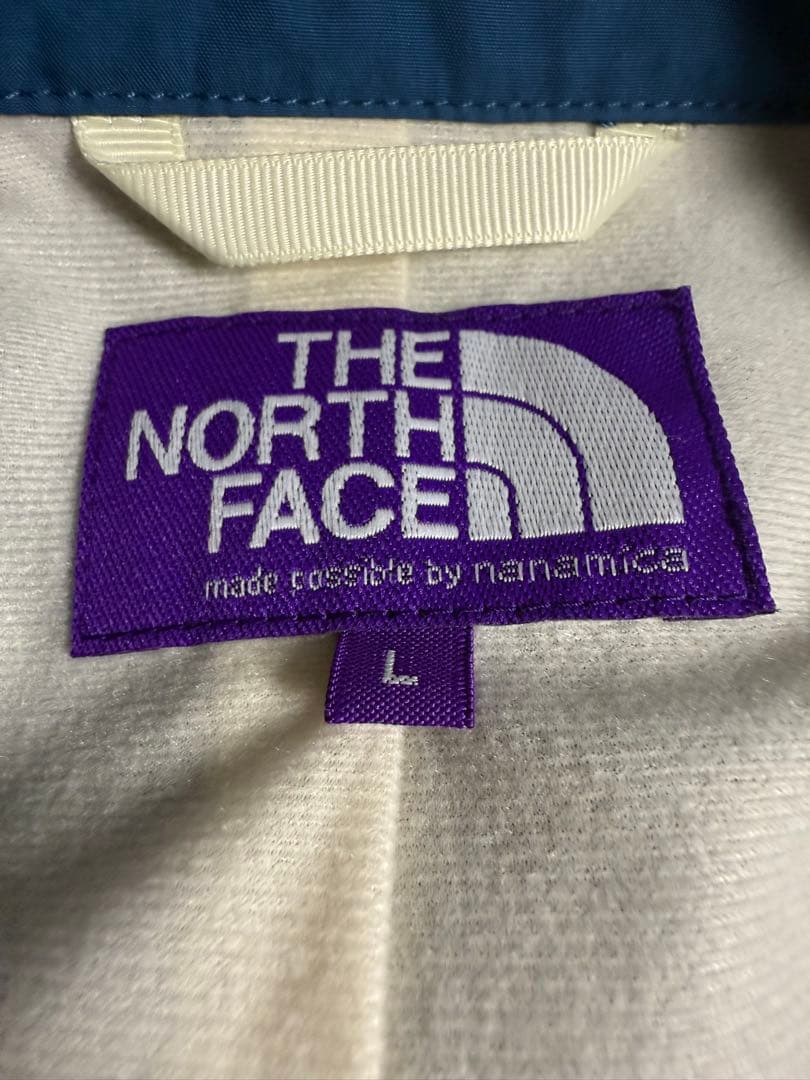 THE
NORTH
FACE
made possible by nanamica
L